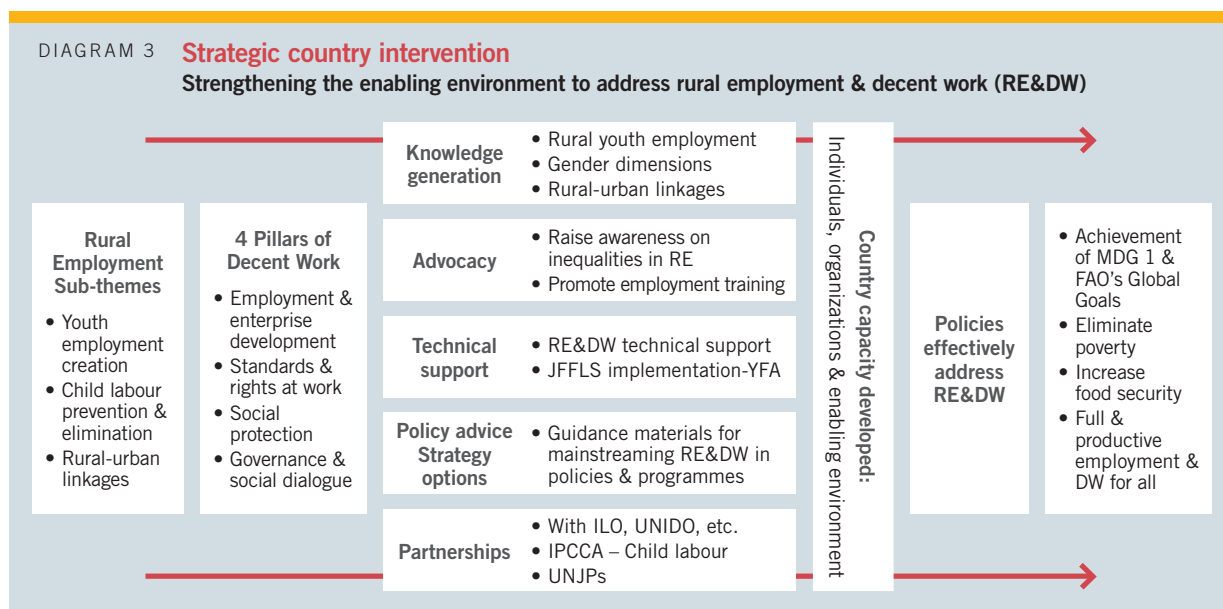 DIAGRAM 3
Strategic country intervention
Strengthening the enabling environment to address rural employment & decent work (RE&DW)
Rural
Employment
Sub-themes
• Youth
employment
creation
• Child labour
prevention &
elimination
• Rural-urban
linkages
4 Pillars of
Decent Work
• Employment &
enterprise
development
• Standards &
rights at work
• Social
protection
• Governance &
social dialogue
Knowledge
generation
• Rural youth employment
• Gender dimensions
• Rural-urban linkages
Advocacy
• Raise awareness on
inequalities in RE
• Promote employment training
Technical
support
• RE&DW technical support
• JFFLS implementation-YFA
Policy advice
Strategy
options
• Guidance materials for
mainstreaming RE&DW in
policies & programmes
Partnerships
• With ILO, UNIDO, etc.
• IPCCA – Child labour
• UNJPs
Country capacity developed:
Individuals, organizations & enabling environment
Policies
effectively
address
RE&DW
• Achievement
of MDG 1 &
FAO's Global
Goals
• Eliminate
poverty
• Increase
food security
• Full &
productive
employment &
DW for all